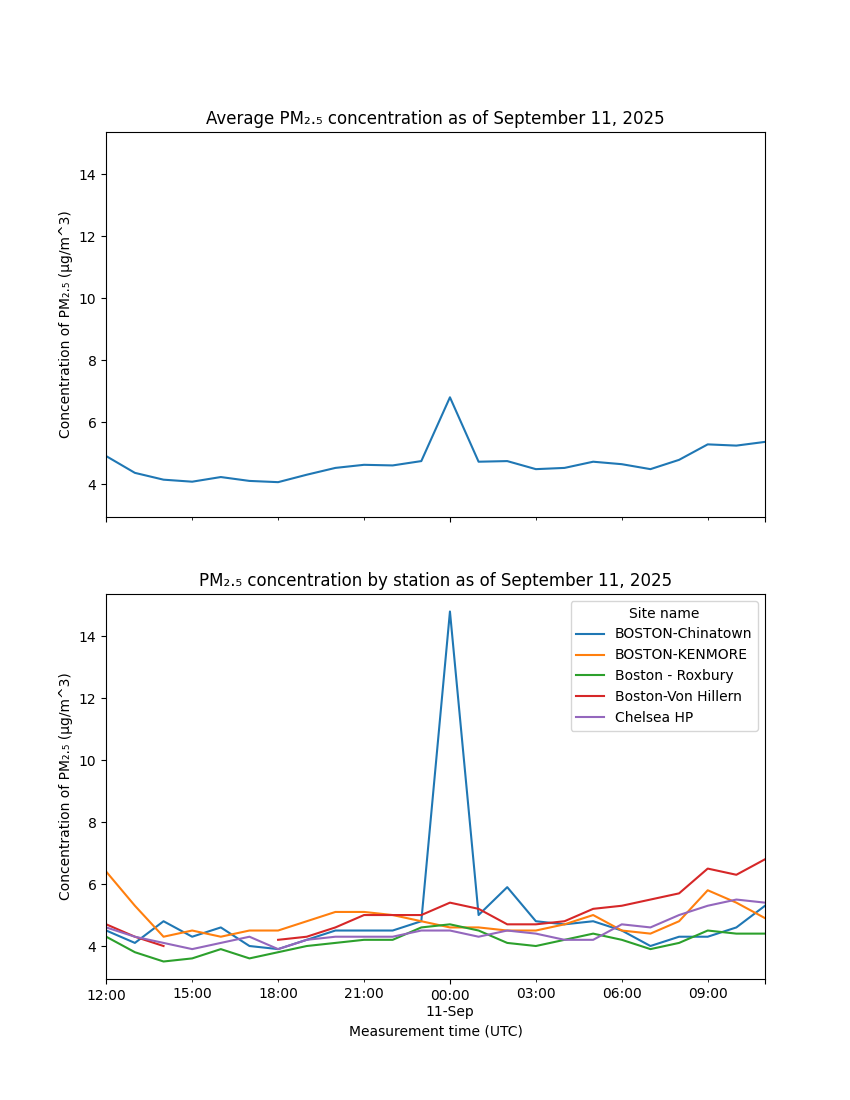 Average PM₂.₅ concentration as of September 11, 2025
Concentration of PM₂.₅ (μg/m^3)
14
12
10
8
6
4
PM₂.₅ concentration by station as of September 11, 2025
Concentration of PM₂.₅ (μg/m^3)
14
12
10
8
6
4
Site name
BOSTON-Chinatown
BOSTON-KENMORE
Boston - Roxbury
Boston-Von Hillern
Chelsea HP
12:00 15:00 18:00 21:00 00:00 03:00 06:00 09:00
11-Sep
Measurement time (UTC)